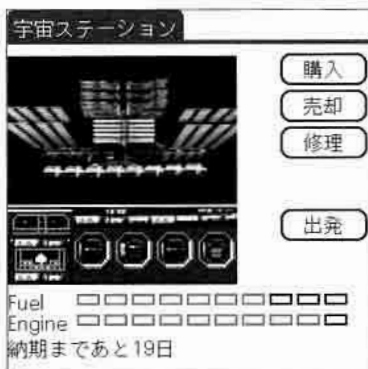 宇宙ステーション
購入
売却
修理
出発
Fuel
Engine
納期まであと19日